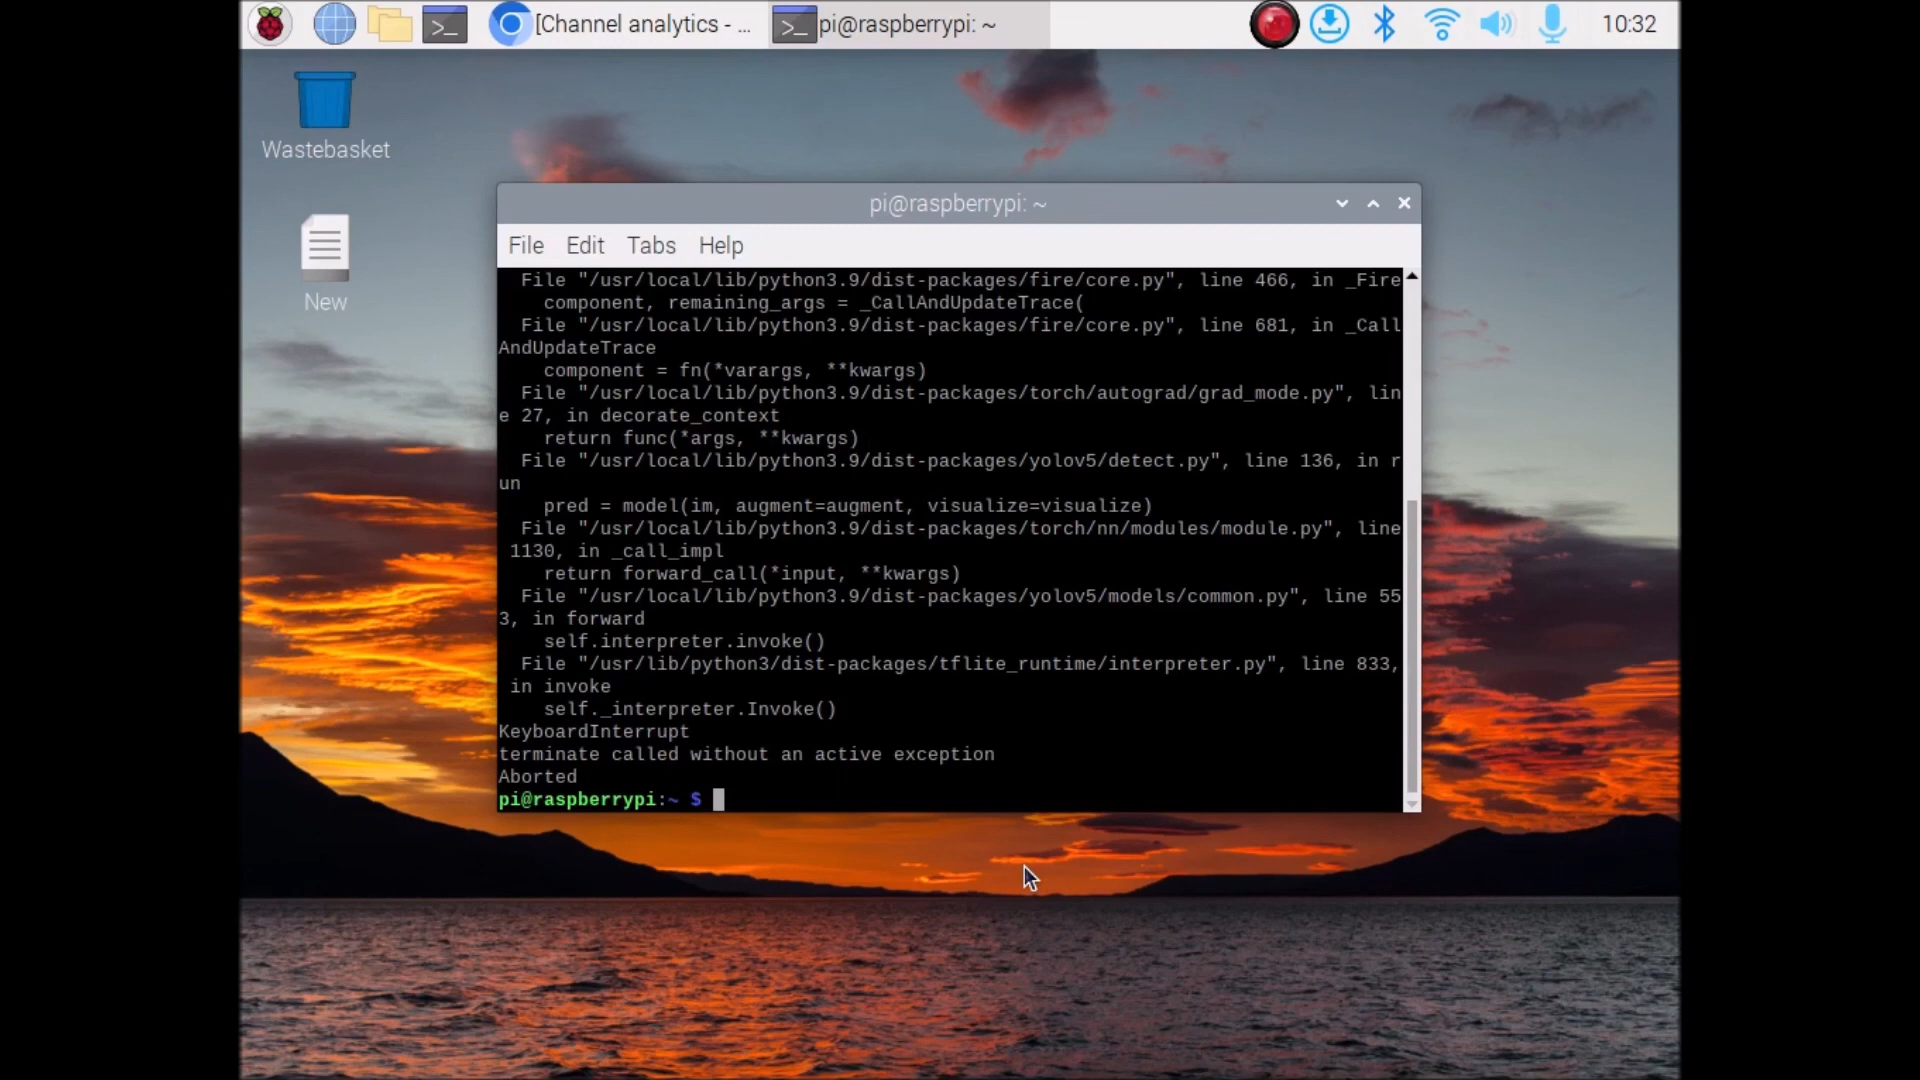 [Channel analytics - ...
pi@raspberrypi: ~
10:32
Wastebasket
New
pi@raspberrypi: ~
File Edit Tabs Help
  File "/usr/local/lib/python3.9/dist-packages/fire/core.py", line 466, in _Fire
    component, remaining_args = _CallAndUpdateTrace(
  File "/usr/local/lib/python3.9/dist-packages/fire/core.py", line 681, in _Call
AndUpdateTrace
    component = fn(*varargs, **kwargs)
  File "/usr/local/lib/python3.9/dist-packages/torch/autograd/grad_mode.py", lin
e 27, in decorate_context
    return func(*args, **kwargs)
  File "/usr/local/lib/python3.9/dist-packages/yolov5/detect.py", line 136, in r
un
    pred = model(im, augment=augment, visualize=visualize)
  File "/usr/local/lib/python3.9/dist-packages/torch/nn/modules/module.py", line
 1130, in _call_impl
    return forward_call(*input, **kwargs)
  File "/usr/local/lib/python3.9/dist-packages/yolov5/models/common.py", line 55
3, in forward
    self.interpreter.invoke()
  File "/usr/lib/python3/dist-packages/tflite_runtime/interpreter.py", line 833,
 in invoke
    self._interpreter.Invoke()
KeyboardInterrupt
terminate called without an active exception
Aborted
pi@raspberrypi:~ $